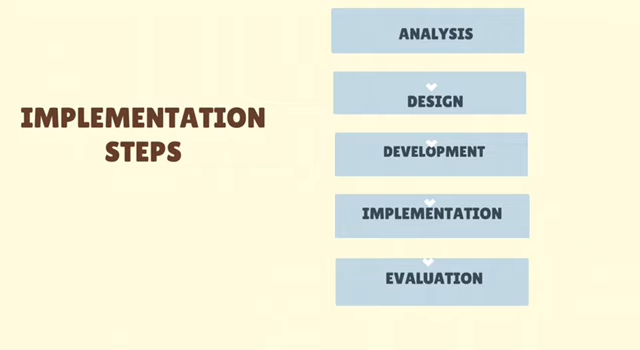 IMPLEMENTATION
STEPS
ANALYSIS
DESIGN
DEVELOPMENT
IMPLEMENTATION
EVALUATION